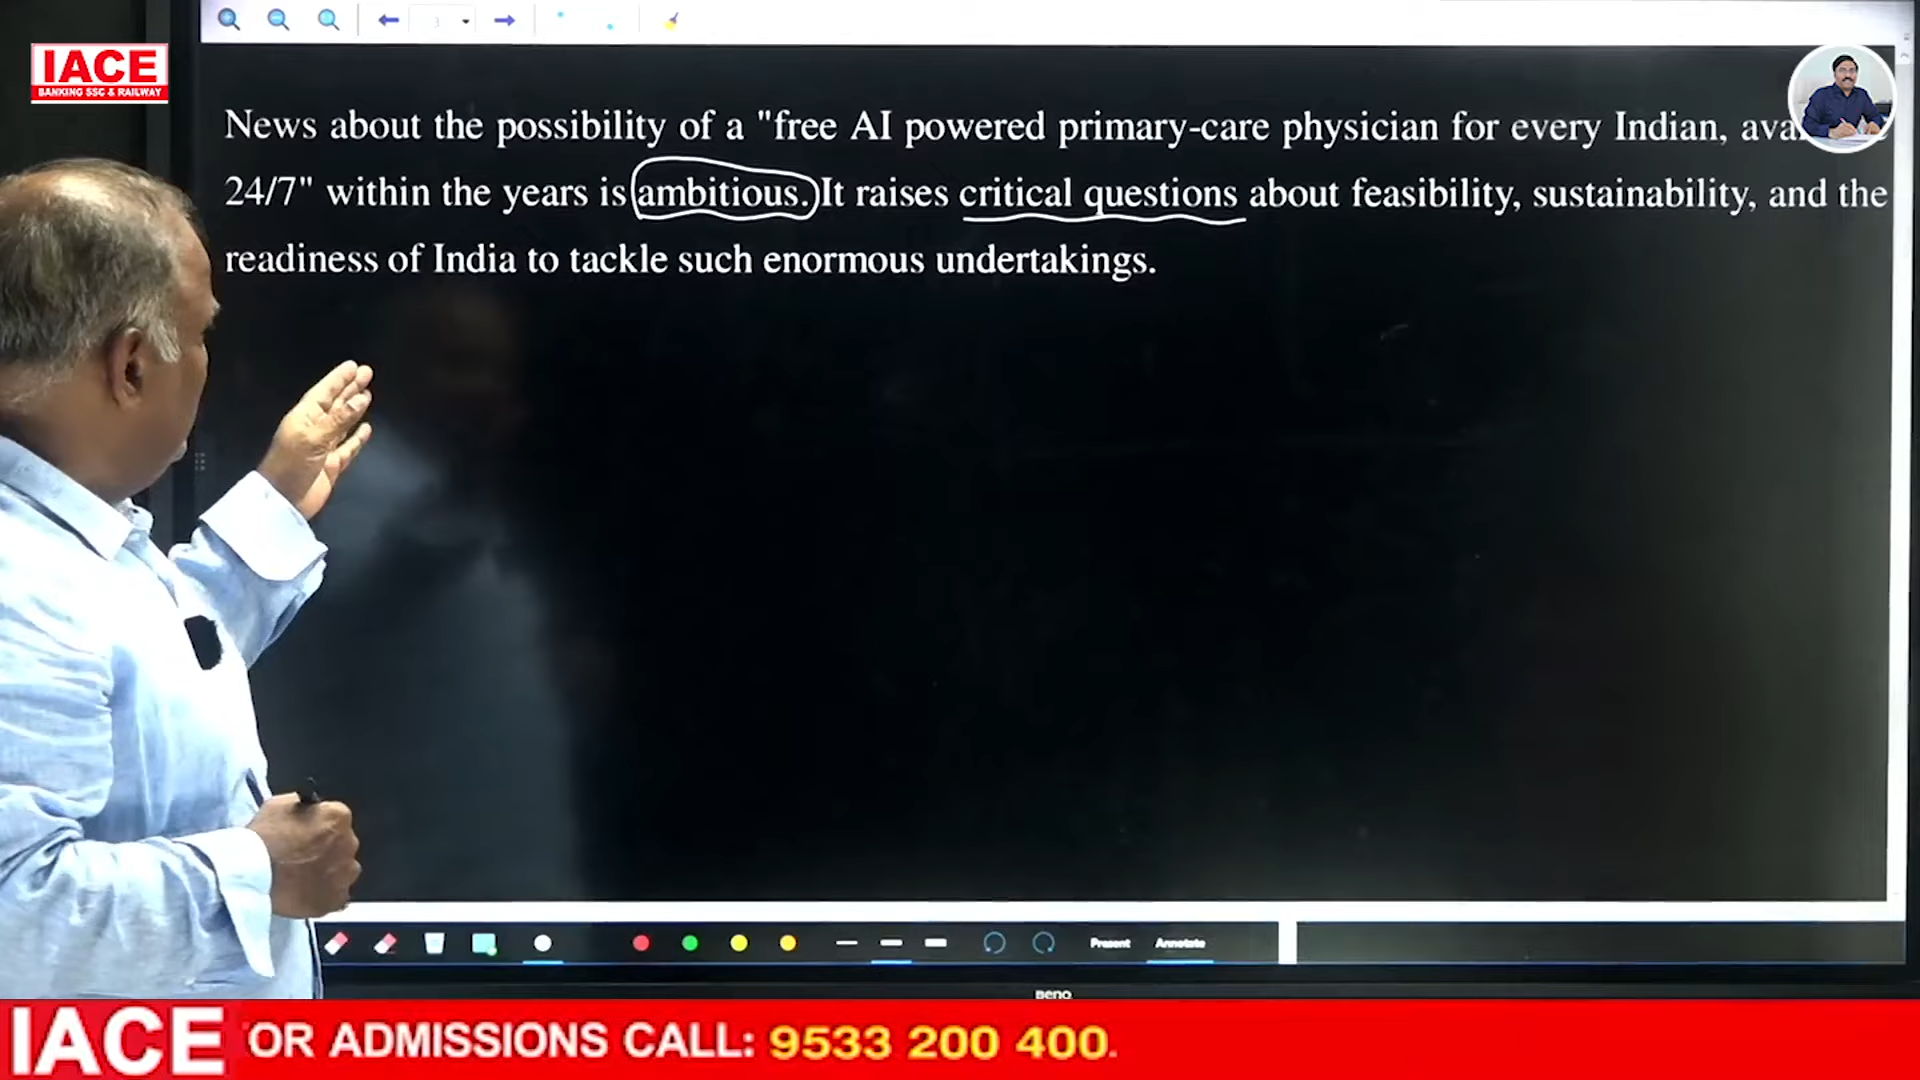 IACE
BANKING SSC & RAILWAY
News about the possibility of a "free AI powered primary-care physician for every Indian,
24/7" within the years is ambitious. It raises critical questions about feasibility, sustainability, and the
readiness of India to tackle such enormous undertakings.
Present Annotate
BenQ
IACE OR ADMISSIONS CALL: 9533 200 400.